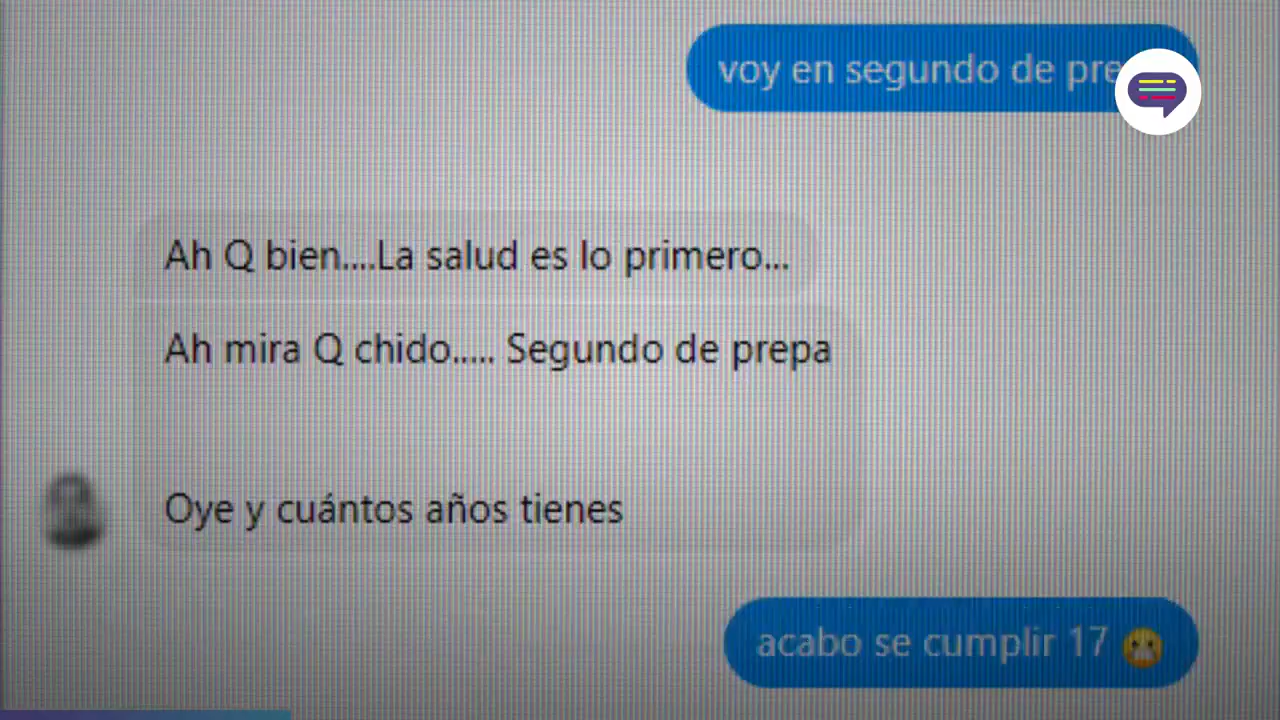 voy en segundo de pre
Ah Q bien....La salud es lo primero...
Ah mira Q chido..... Segundo de prepa
Oye y cuántos años tienes
acabo se cumplir 17